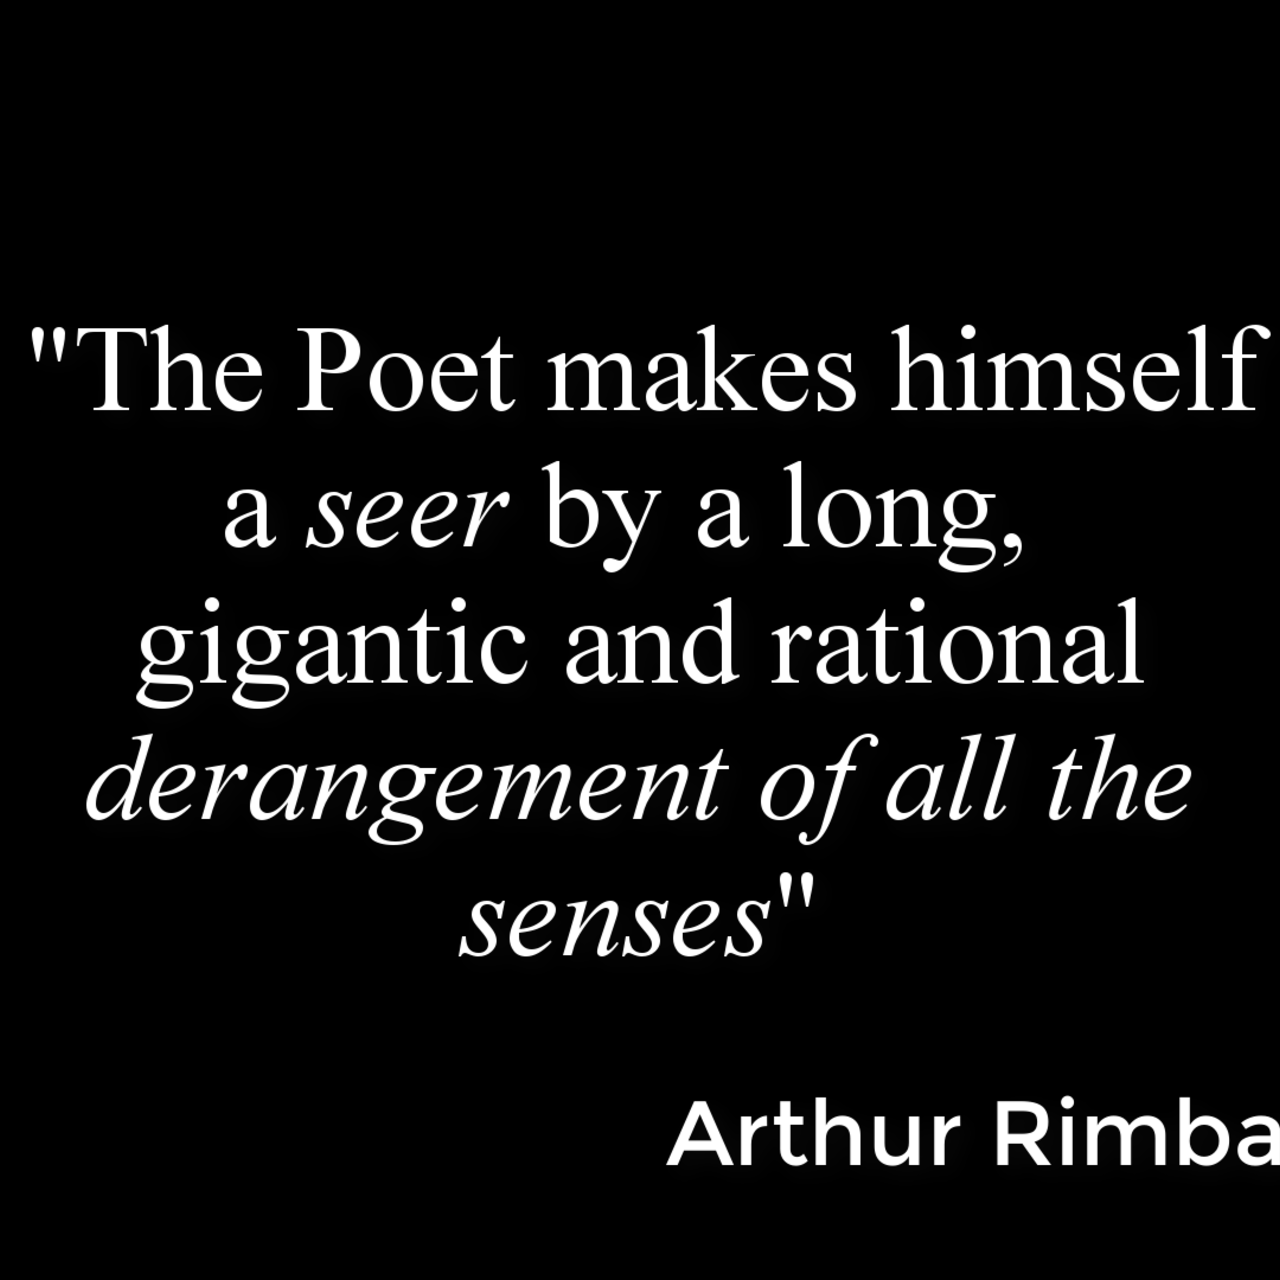 "The Poet makes himself
a seer by a long,
gigantic and rational
derangement of all the
senses"
Arthur Rimba